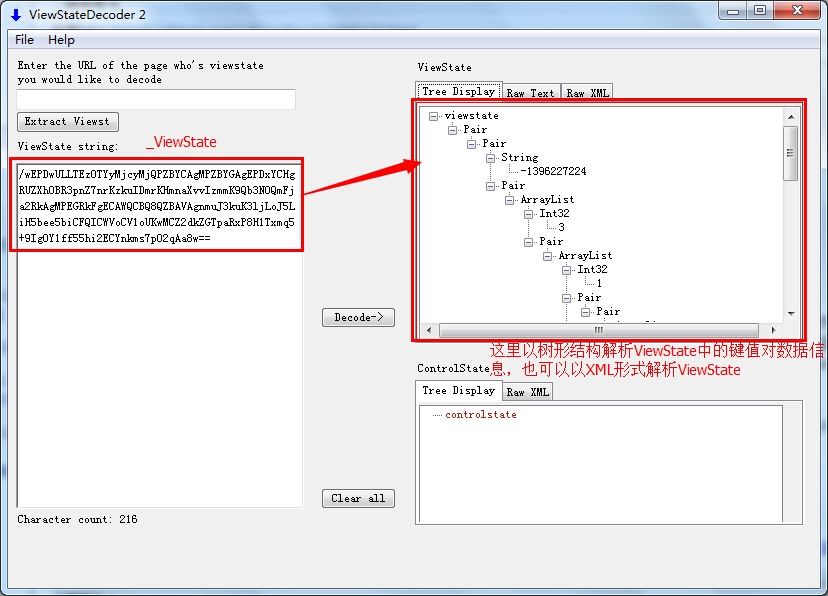 ViewStateDecoder 2
File Help
Enter the URL of the page who's viewstate
you would like to decode
Extract Viewst
ViewState string:
_ViewState
/wEPDwULLTEzOTYyMjcyMjQPZBYCAgMPZBYGAgEPDxYCHg
RUZXh0BR3pnZ7nrKzkuIDmrKHmnaXvvIzmmK9Qb3N0QmFj
a2RkAgMPEGRkFgECAWQCBQ8QZBAVAgnmuJ3kuK3ljLoJ5L
iH5bee5biCFQICWVoCV1oUKwMCZ2dkZGTpaRxP8H1Txmq5
+9IgOY1ff55hi2ECYnkms7pO2qAa8w==
Decode->
Clear all
Character count: 216
ViewState
Tree Display Raw Text Raw XML
viewstate
Pair
Pair
String
-1396227224
Pair
ArrayList
Int32
3
Pair
ArrayList
Int32
1
Pair
Pair
这里以树形结构解析ViewState中的键值对数据信
息，也可以以XML形式解析ViewState
ControlState
Tree Display Raw XML
controlstate